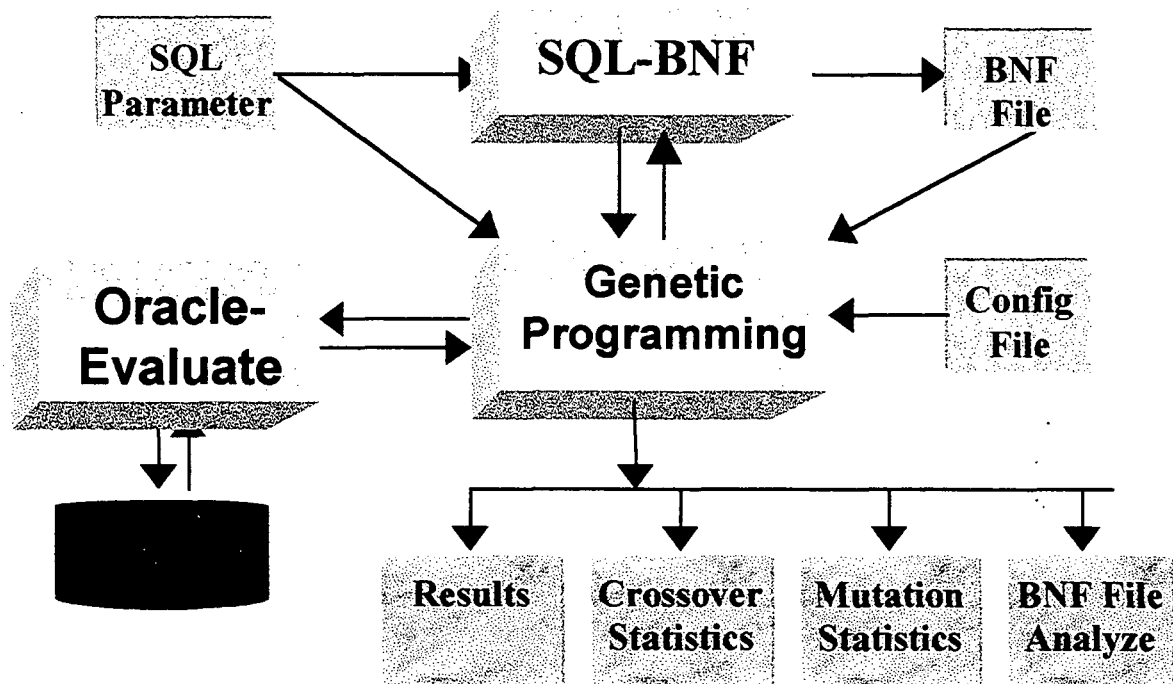 SQL
Parameter
SQL-BNF
BNF
File
Oracle-
Evaluate
Genetic
Programming
Config
File
Results
Crossover
Statistics
Mutation
Statistics
BNF File
Analyze